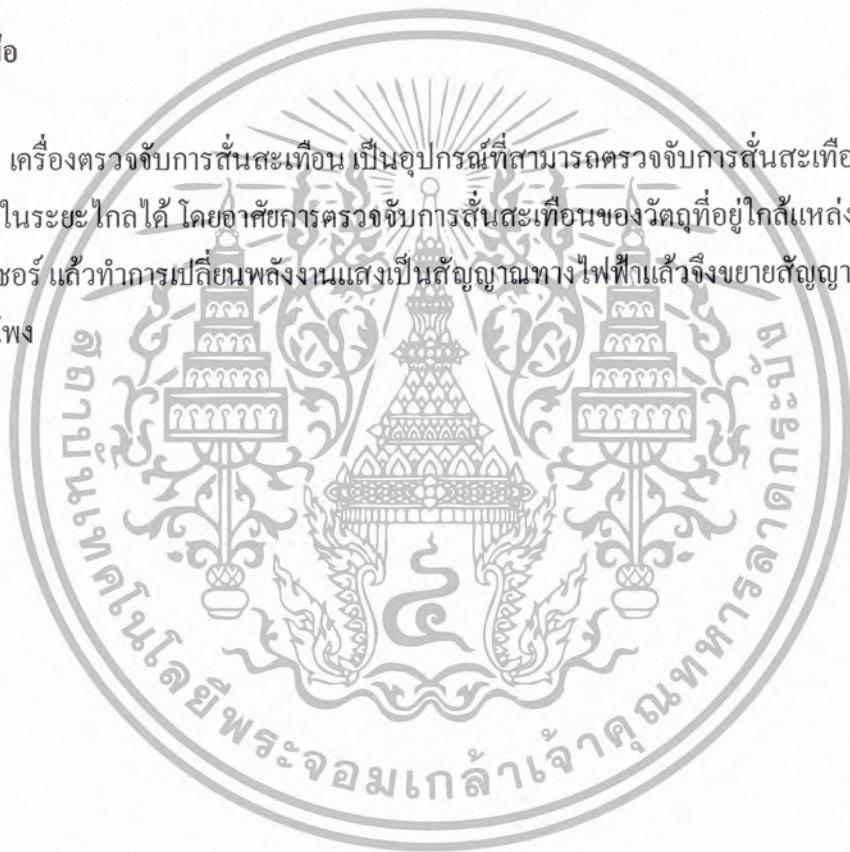 เครื่องตรวจจับการสั่นสะเทือน เป็นอุปกรณ์ที่สามารถตรวจจับการสั่นสะเทือ
ในระยะไกลได้ โดยอาศัยการตรวจจับการสั่นสะเทือนของวัตถุที่อยู่ใกล้แหล่ง
ซอร์ แล้วทำการเปลี่ยนพลังงานแสงเป็นสัญญาณทางไฟฟ้าแล้วจึงขยายสัญญา
โพง
สถาบันเทคโนโลยีพระจอมเกล้าเจ้าคุณทหารลาดกระบัง
๔